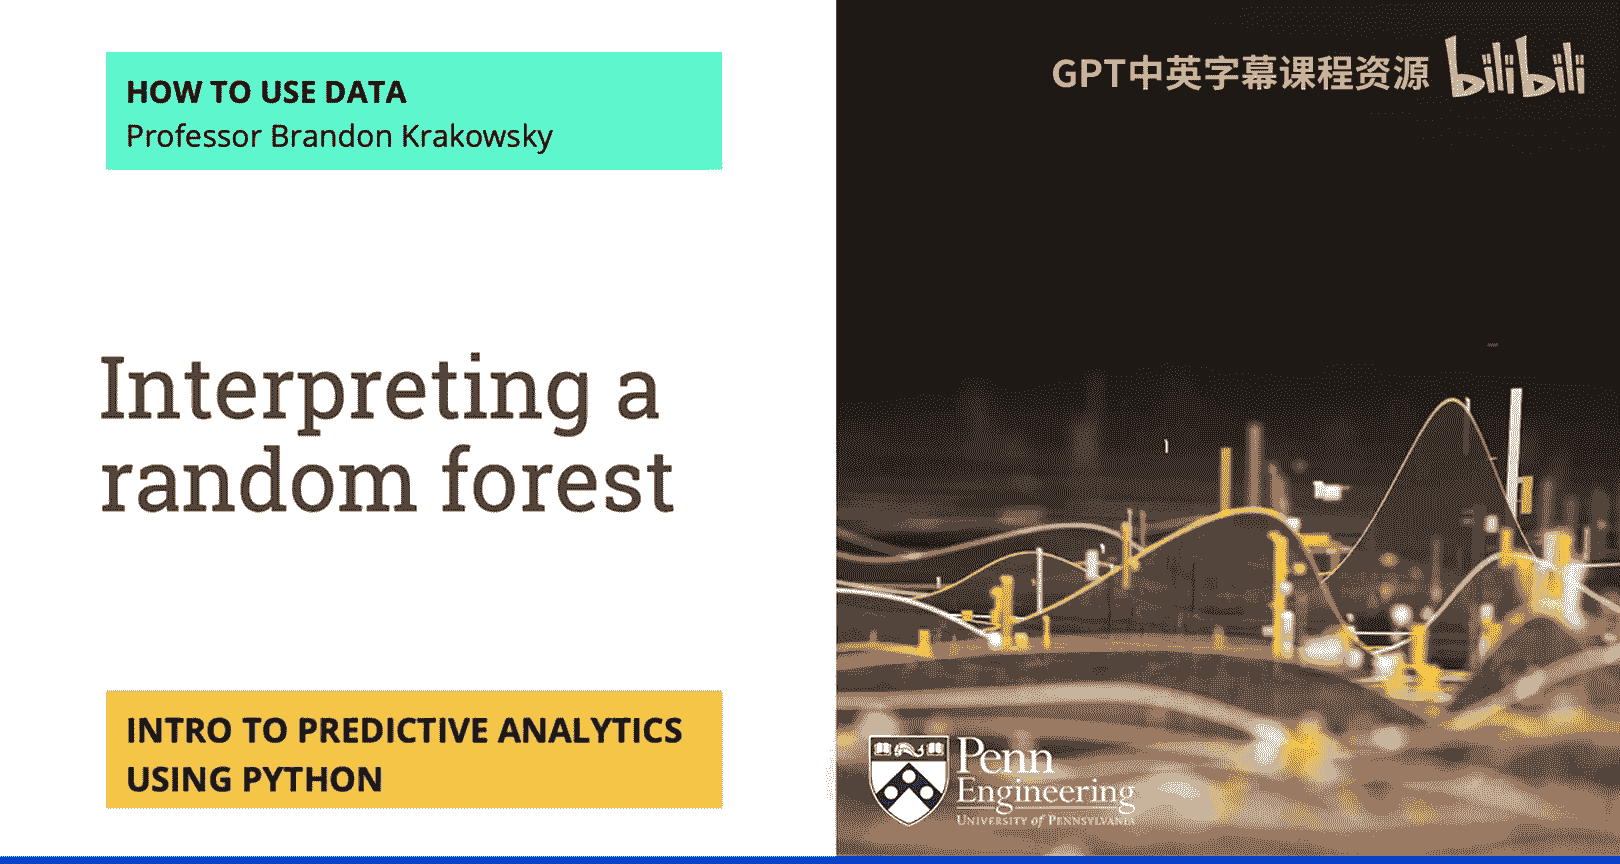 HOW TO USE DATA
Professor Brandon Krakowsky
GPT中英字幕课程资源 bilibili
Interpreting a
random forest
INTRO TO PREDICTIVE ANALYTICS
USING PYTHON
Penn
Engineering
UNIVERSITY of PENNSYLVANIA